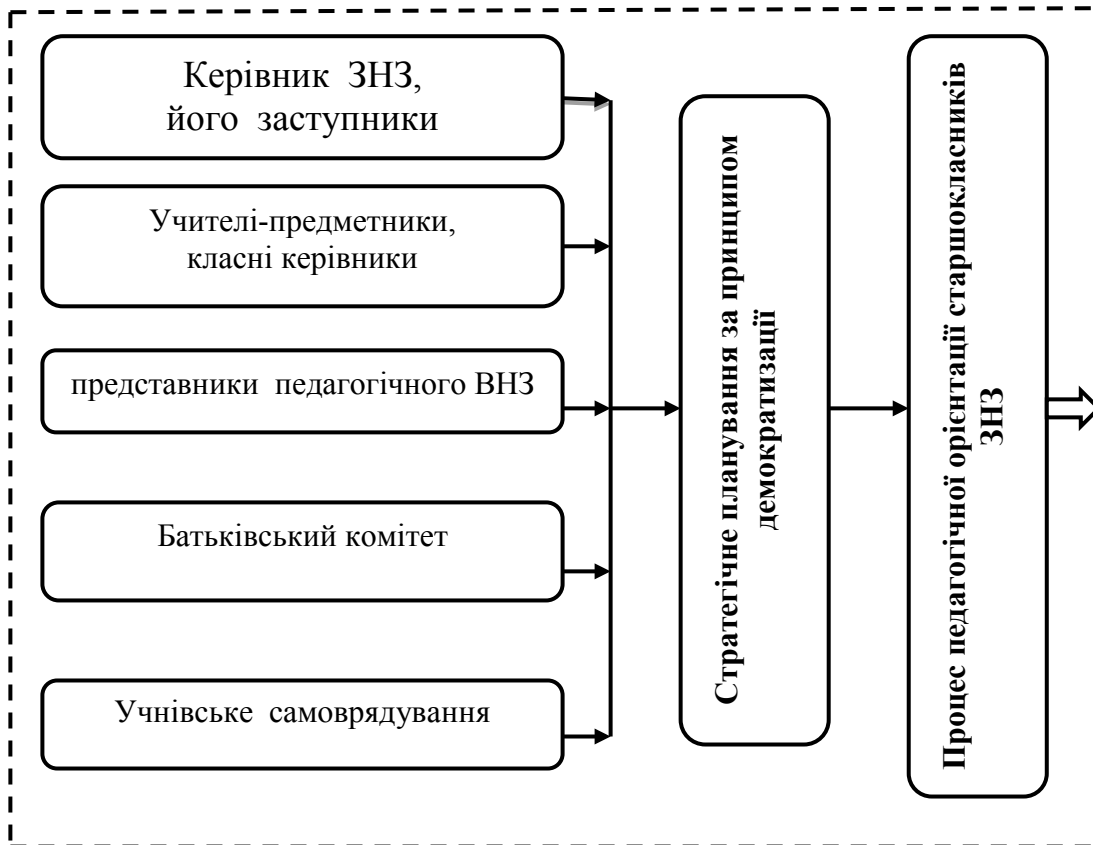 Керівник ЗНЗ,
його заступники
Учителі-предметники,
класні керівники
представники педагогічного ВНЗ
Батьківський комітет
Учнівське самоврядування
Стратегічне планування за принципом
демократизації
Процес педагогічної орієнтації старшокласників
ЗНЗ